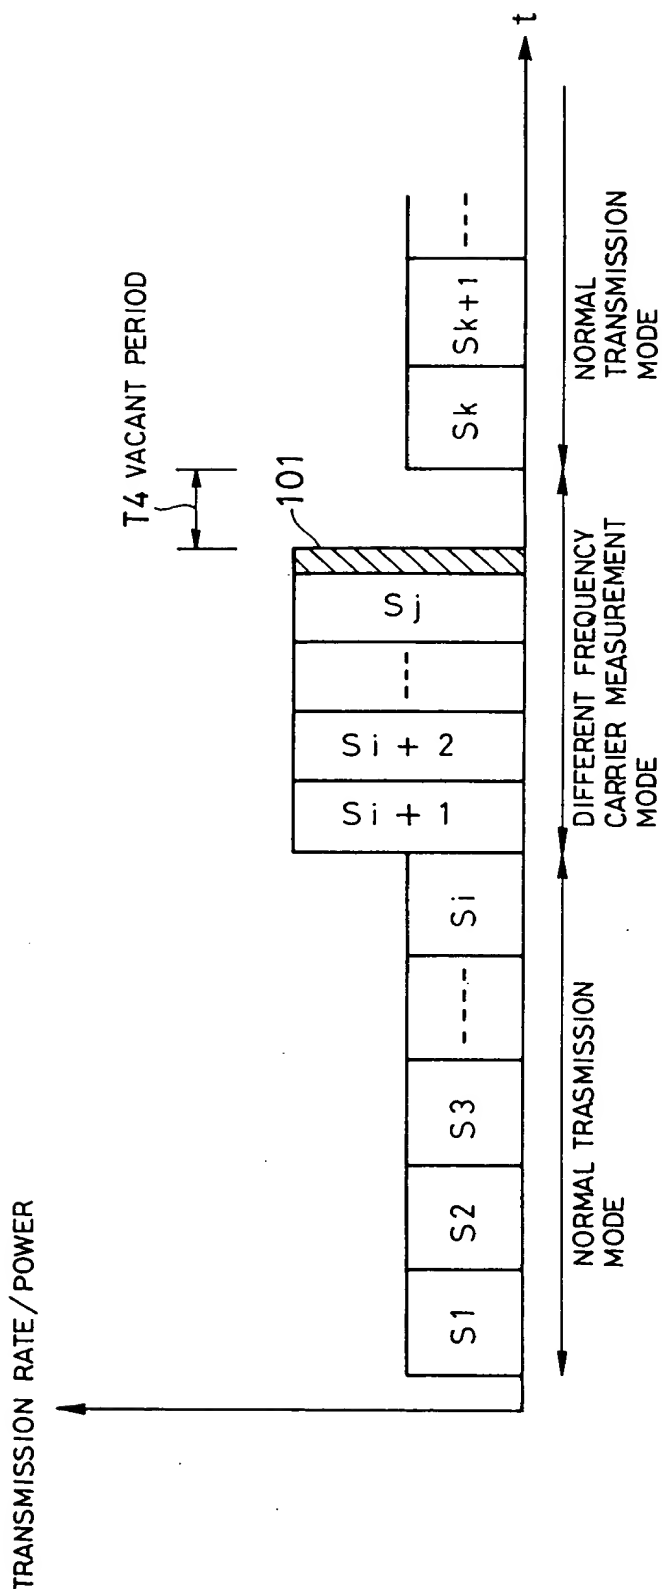 TRANSMISSION RATE/POWER
T4 VACANT PERIOD
101
S1
S2
S3
----
Si
Si + 1
Si + 2
---
Sj
Sk
Sk+1
---
t
NORMAL TRASMISSION
MODE
DIFFERENT FREQUENCY
CARRIER MEASUREMENT
MODE
NORMAL
TRANSMISSION
MODE